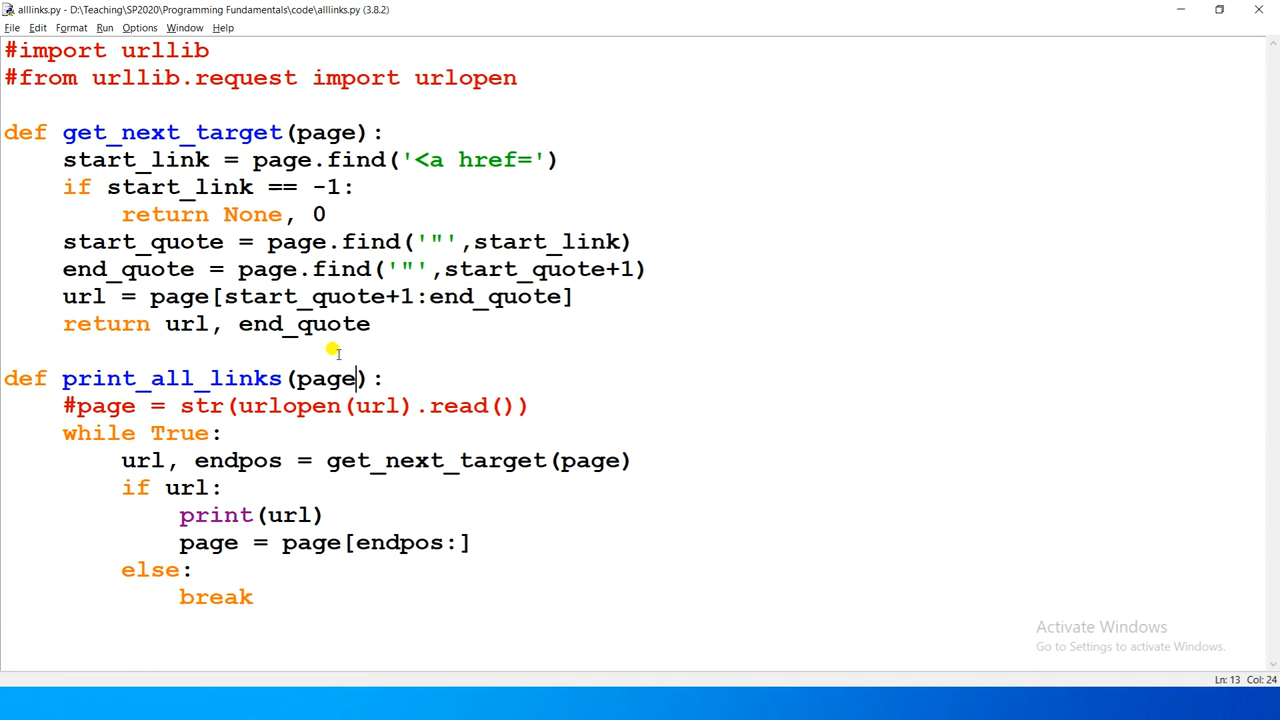 alllinks.py - D:\Teaching\SP2020\Programming Fundamentals\code\alllinks.py (3.8.2)
File Edit Format Run Options Window Help
#import urllib
#from urllib.request import urlopen
def get_next_target(page):
    start_link = page.find('<a href=')
    if start_link == -1:
        return None, 0
    start_quote = page.find('"',start_link)
    end_quote = page.find('"',start_quote+1)
    url = page[start_quote+1:end_quote]
    return url, end_quote
def print_all_links(page):
    #page = str(urlopen(url).read())
    while True:
        url, endpos = get_next_target(page)
        if url:
            print(url)
            page = page[endpos:]
        else:
            break
Activate Windows
Go to Settings to activate Windows.
Ln: 13 Col: 24